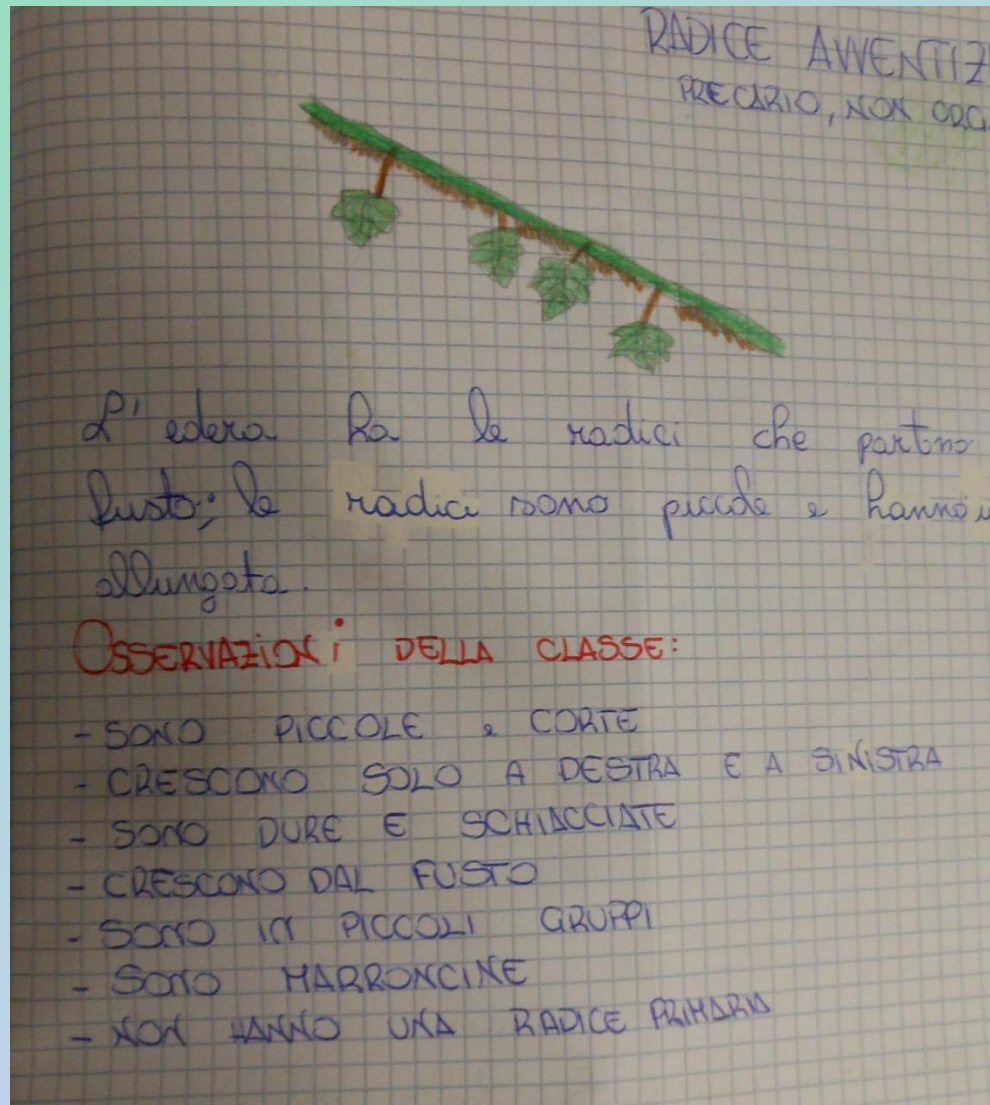 RADICE AVVENTIZ
PRECARIO, NON ORG
L'edera ha le radici che partono
fusto; le radici sono piccole e hanno u
allungata.
OSSERVAZIONI DELLA CLASSE:
- SONO PICCOLE e CORTE
- CRESCONO SOLO A DESTRA E A SINISTRA
- SONO DURE E SCHIACCIATE
- CRESCONO DAL FUSTO
- SONO IN PICCOLI GRUPPI
- SONO MARRONCINE
- NON HANNO UNA RADICE PRIMARIA